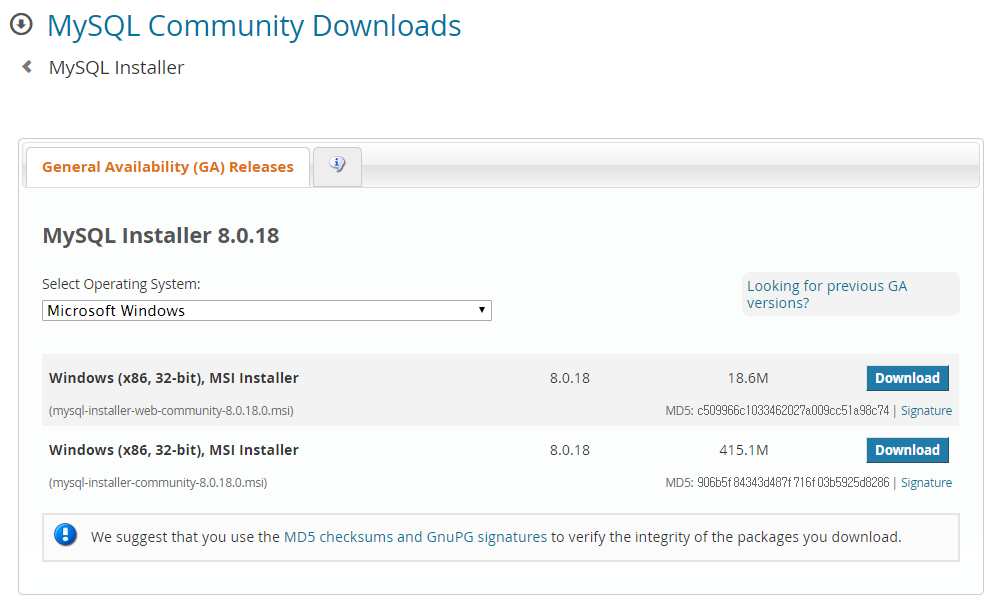 MySQL Community Downloads
MySQL Installer
General Availability (GA) Releases
MySQL Installer 8.0.18
Select Operating System:
Looking for previous GA
versions?
Microsoft Windows
Windows (x86, 32-bit), MSI Installer 8.0.18 18.6M Download
(mysql-installer-web-community-8.0.18.0.msi) MD5: c509966c1033462027a009cc51a98c74 | Signature
Windows (x86, 32-bit), MSI Installer 8.0.18 415.1M Download
(mysql-installer-community-8.0.18.0.msi) MD5: 906b5f84343d487f716f03b5925d8286 | Signature
We suggest that you use the MD5 checksums and GnuPG signatures to verify the integrity of the packages you download.